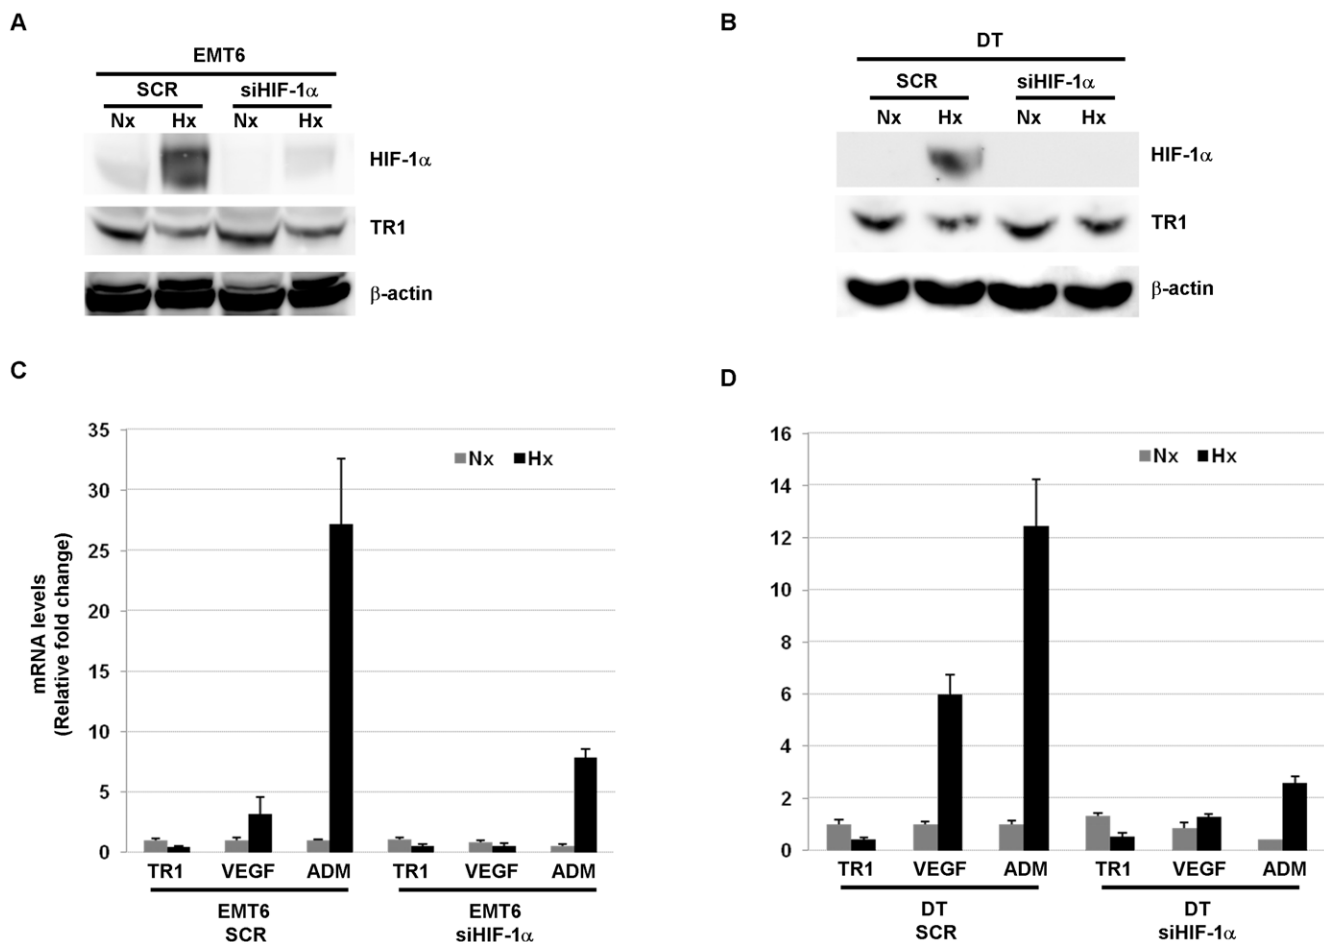 A
EMT6
SCR siHIF-1α
Nx Hx Nx Hx
HIF-1α
TR1
β-actin
B
DT
SCR siHIF-1α
Nx Hx Nx Hx
HIF-1α
TR1
β-actin
C
mRNA levels
(Relative fold change)
35
30
25
20
15
10
5
0
Nx Hx
TR1 VEGF ADM TR1 VEGF ADM
EMT6 EMT6
SCR siHIF-1α
D
16
14
12
10
8
6
4
2
0
Nx Hx
TR1 VEGF ADM TR1 VEGF ADM
DT DT
SCR siHIF-1α